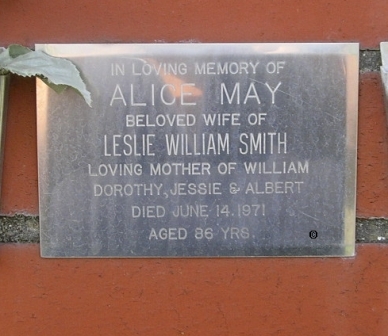 IN LOVING MEMORY OF
ALICE MAY
BELOVED WIFE OF
LESLIE WILLIAM SMITH
LOVING MOTHER OF WILLIAM
DOROTHY, JESSIE & ALBERT
DIED JUNE 14. 1971
AGED 86 YRS.